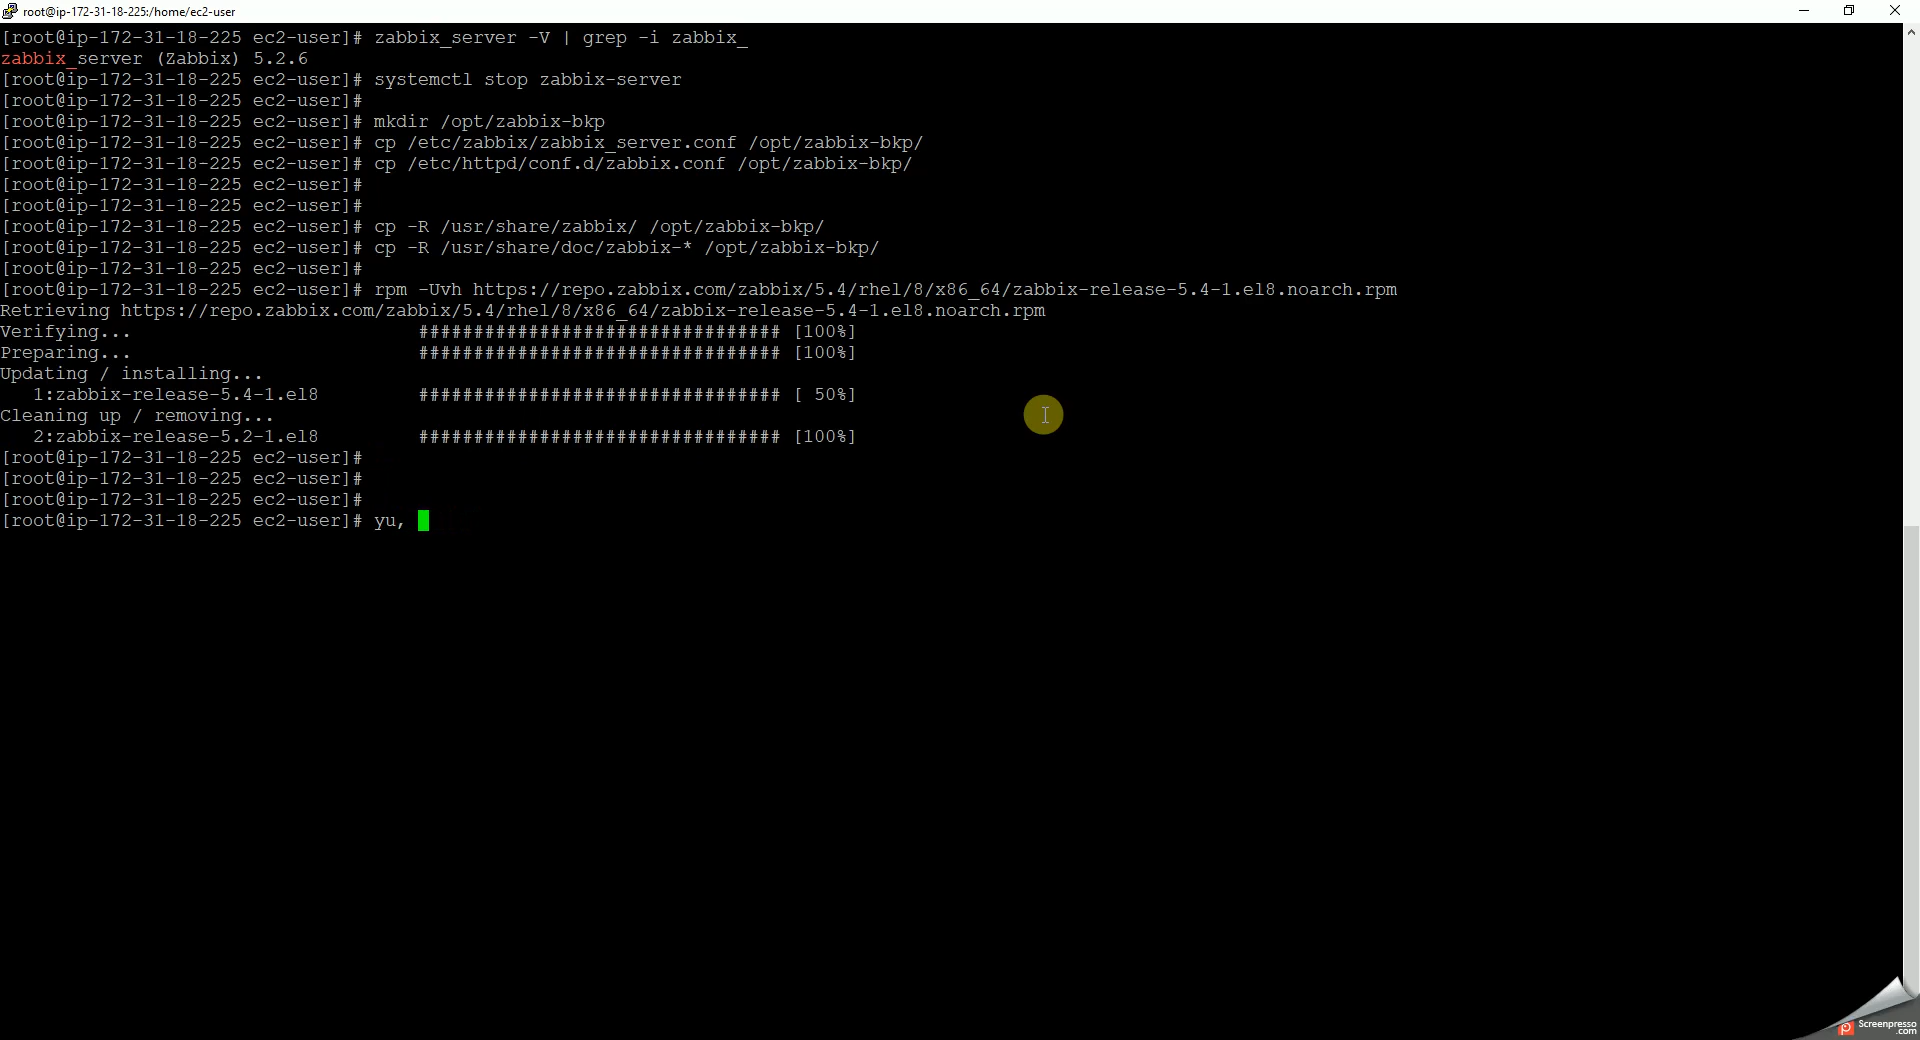 root@ip-172-31-18-225:/home/ec2-user
[root@ip-172-31-18-225 ec2-user]# zabbix_server -V | grep -i zabbix_
zabbix_server (Zabbix) 5.2.6
[root@ip-172-31-18-225 ec2-user]# systemctl stop zabbix-server
[root@ip-172-31-18-225 ec2-user]#
[root@ip-172-31-18-225 ec2-user]# mkdir /opt/zabbix-bkp
[root@ip-172-31-18-225 ec2-user]# cp /etc/zabbix/zabbix_server.conf /opt/zabbix-bkp/
[root@ip-172-31-18-225 ec2-user]# cp /etc/httpd/conf.d/zabbix.conf /opt/zabbix-bkp/
[root@ip-172-31-18-225 ec2-user]#
[root@ip-172-31-18-225 ec2-user]#
[root@ip-172-31-18-225 ec2-user]# cp -R /usr/share/zabbix/ /opt/zabbix-bkp/
[root@ip-172-31-18-225 ec2-user]# cp -R /usr/share/doc/zabbix-* /opt/zabbix-bkp/
[root@ip-172-31-18-225 ec2-user]#
[root@ip-172-31-18-225 ec2-user]# rpm -Uvh https://repo.zabbix.com/zabbix/5.4/rhel/8/x86_64/zabbix-release-5.4-1.el8.noarch.rpm
Retrieving https://repo.zabbix.com/zabbix/5.4/rhel/8/x86_64/zabbix-release-5.4-1.el8.noarch.rpm
Verifying... ################################# [100%]
Preparing... ################################# [100%]
Updating / installing...
1:zabbix-release-5.4-1.el8 ################################# [ 50%]
Cleaning up / removing...
2:zabbix-release-5.2-1.el8 ################################# [100%]
[root@ip-172-31-18-225 ec2-user]#
[root@ip-172-31-18-225 ec2-user]#
[root@ip-172-31-18-225 ec2-user]#
[root@ip-172-31-18-225 ec2-user]# yu,
Screenpresso
.com